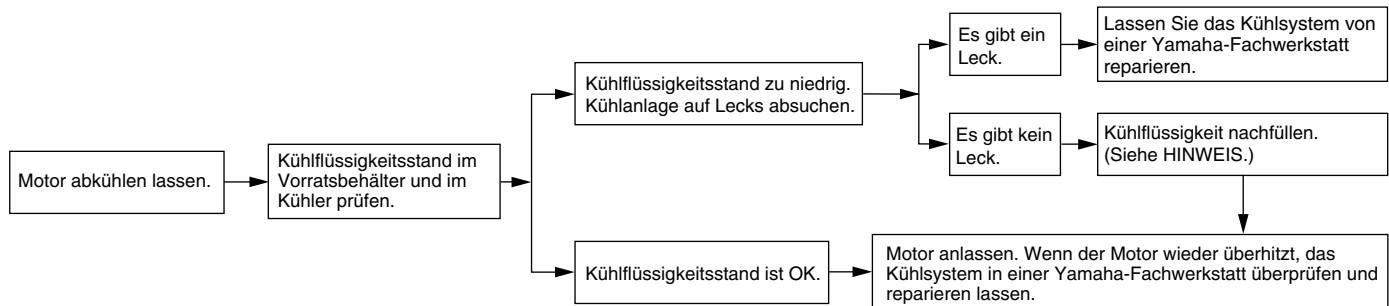 Motor abkühlen lassen.
Kühlflüssigkeitsstand im
Vorratsbehälter und im
Kühler prüfen.
Kühlflüssigkeitsstand zu niedrig.
Kühlanlage auf Lecks absuchen.
Es gibt ein
Leck.
Lassen Sie das Kühlsystem von
einer Yamaha-Fachwerkstatt
reparieren.
Es gibt kein
Leck.
Kühlflüssigkeit nachfüllen.
(Siehe HINWEIS.)
Kühlflüssigkeitsstand ist OK.
Motor anlassen. Wenn der Motor wieder überhitzt, das
Kühlsystem in einer Yamaha-Fachwerkstatt überprüfen und
reparieren lassen.